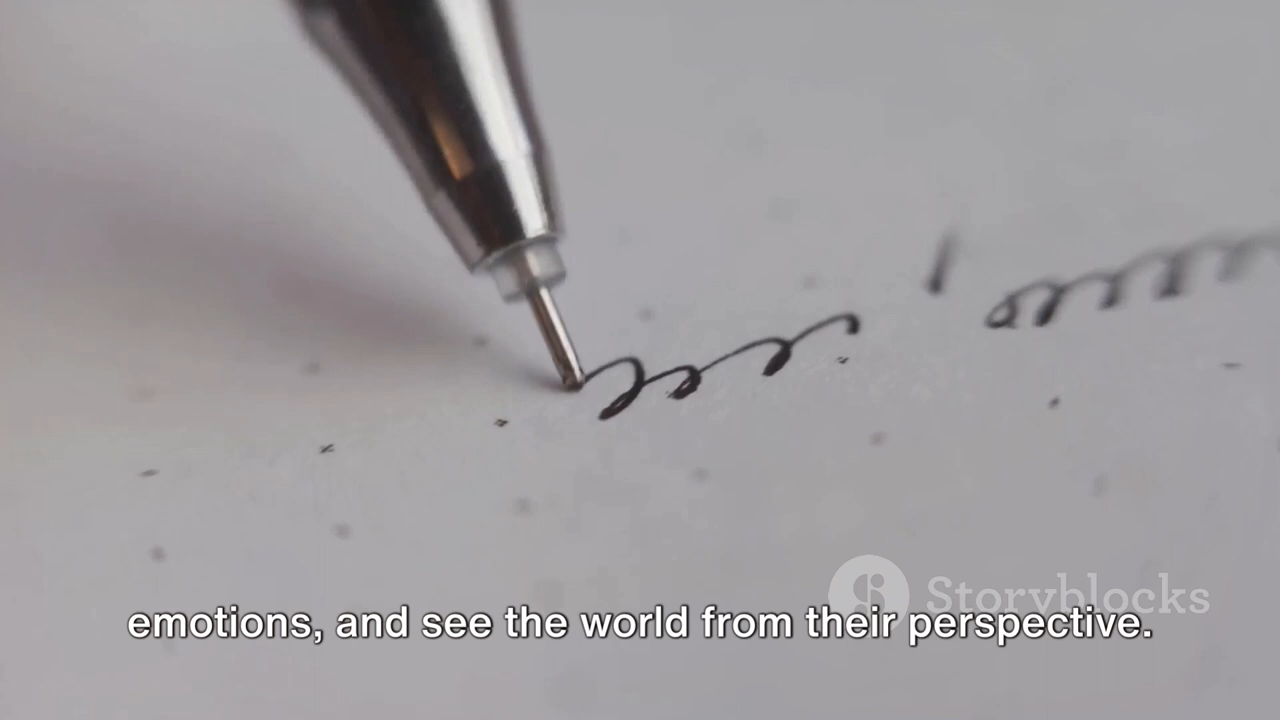 Storyblocks
emotions, and see the world from their perspective.